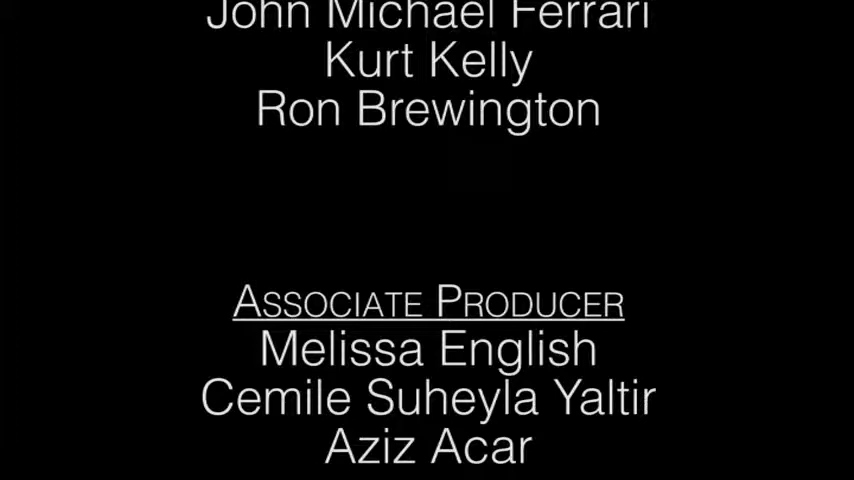 John Michael Ferrari
Kurt Kelly
Ron Brewington
ASSOCIATE PRODUCER
Melissa English
Cemile Suheyla Yaltir
Aziz Acar